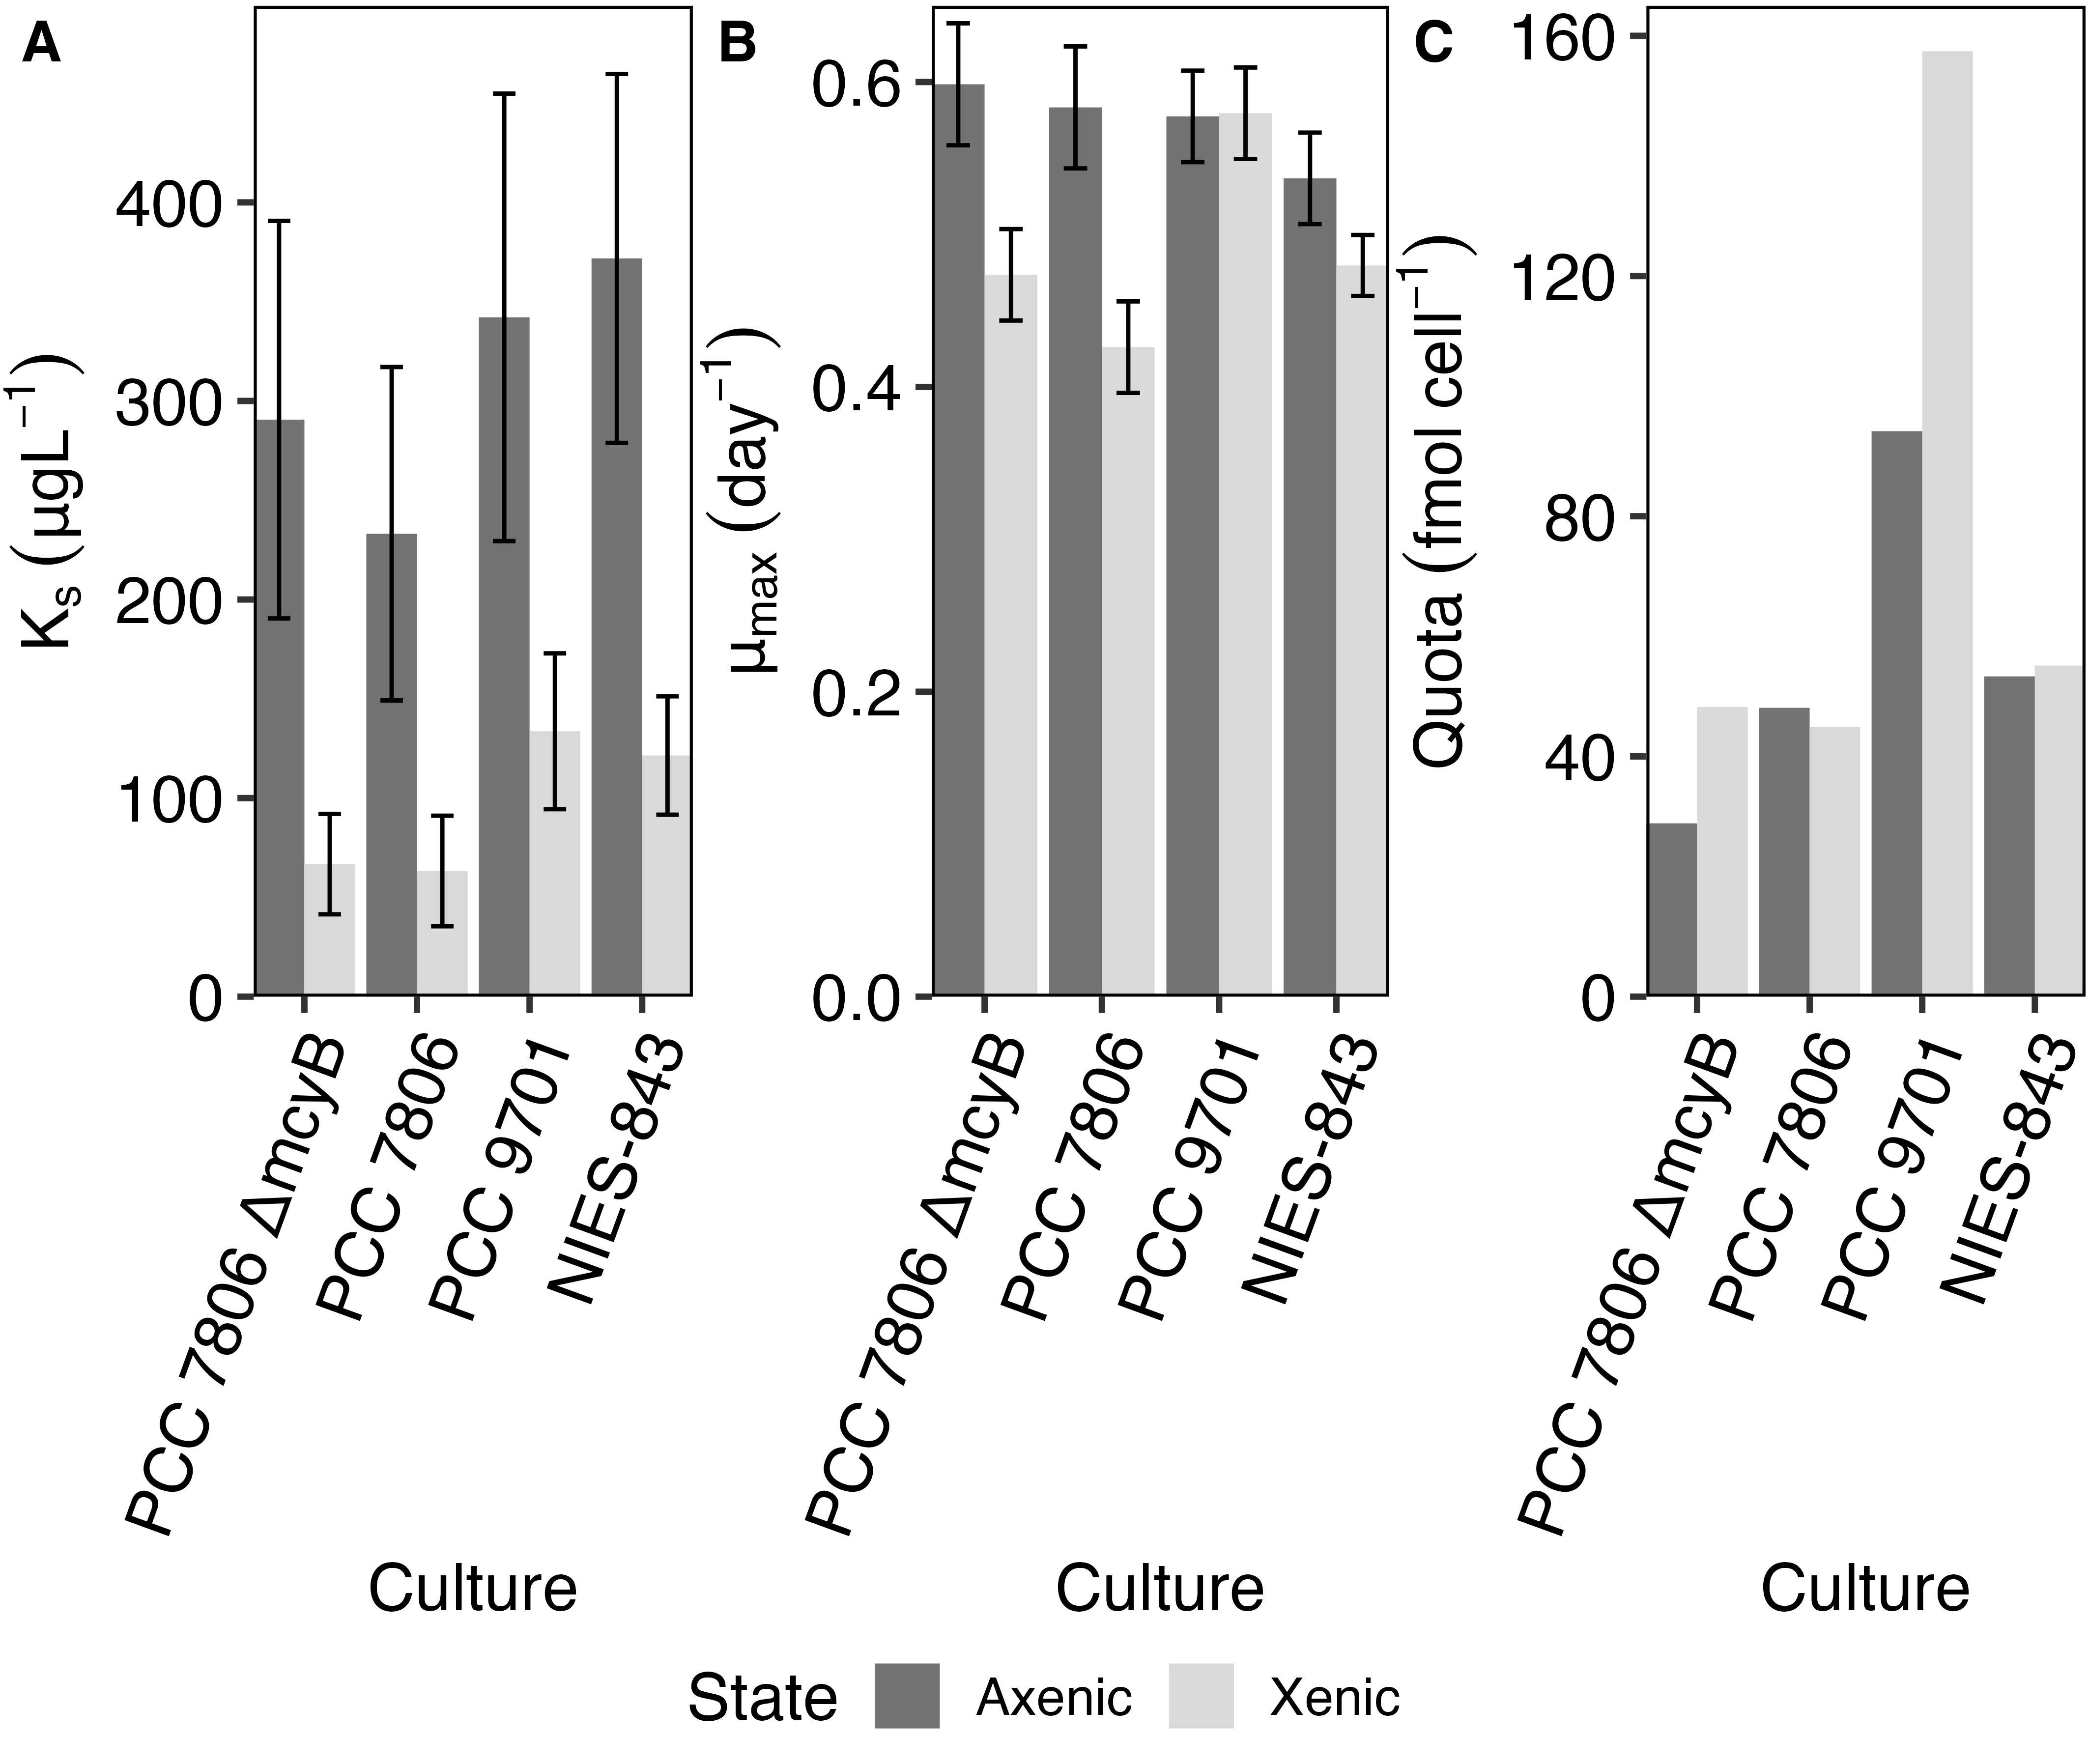 A
Kₛ (µgL⁻¹)
400
300
200
100
0
PCC 7806 ΔmcyB
PCC 7806
PCC 9701
NIES-843
Culture
B
µₘₐₓ (day⁻¹)
0.6
0.4
0.2
0.0
PCC 7806 ΔmcyB
PCC 7806
PCC 9701
NIES-843
Culture
C
Quota (fmol cell⁻¹)
160
120
80
40
0
PCC 7806 ΔmcyB
PCC 7806
PCC 9701
NIES-843
Culture
State Axenic Xenic